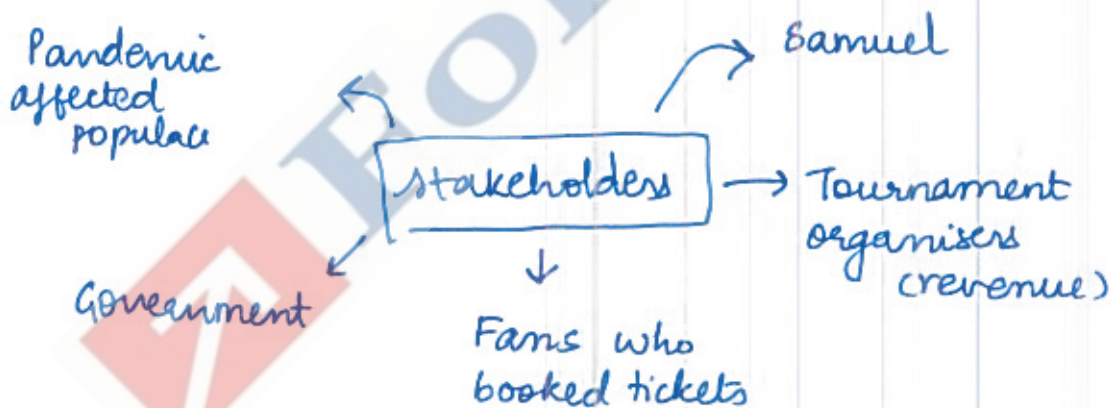 Pandemic
affected
populace
Samuel
stakeholders
Tournament
organisers
(revenue)
Government
Fans who
booked tickets